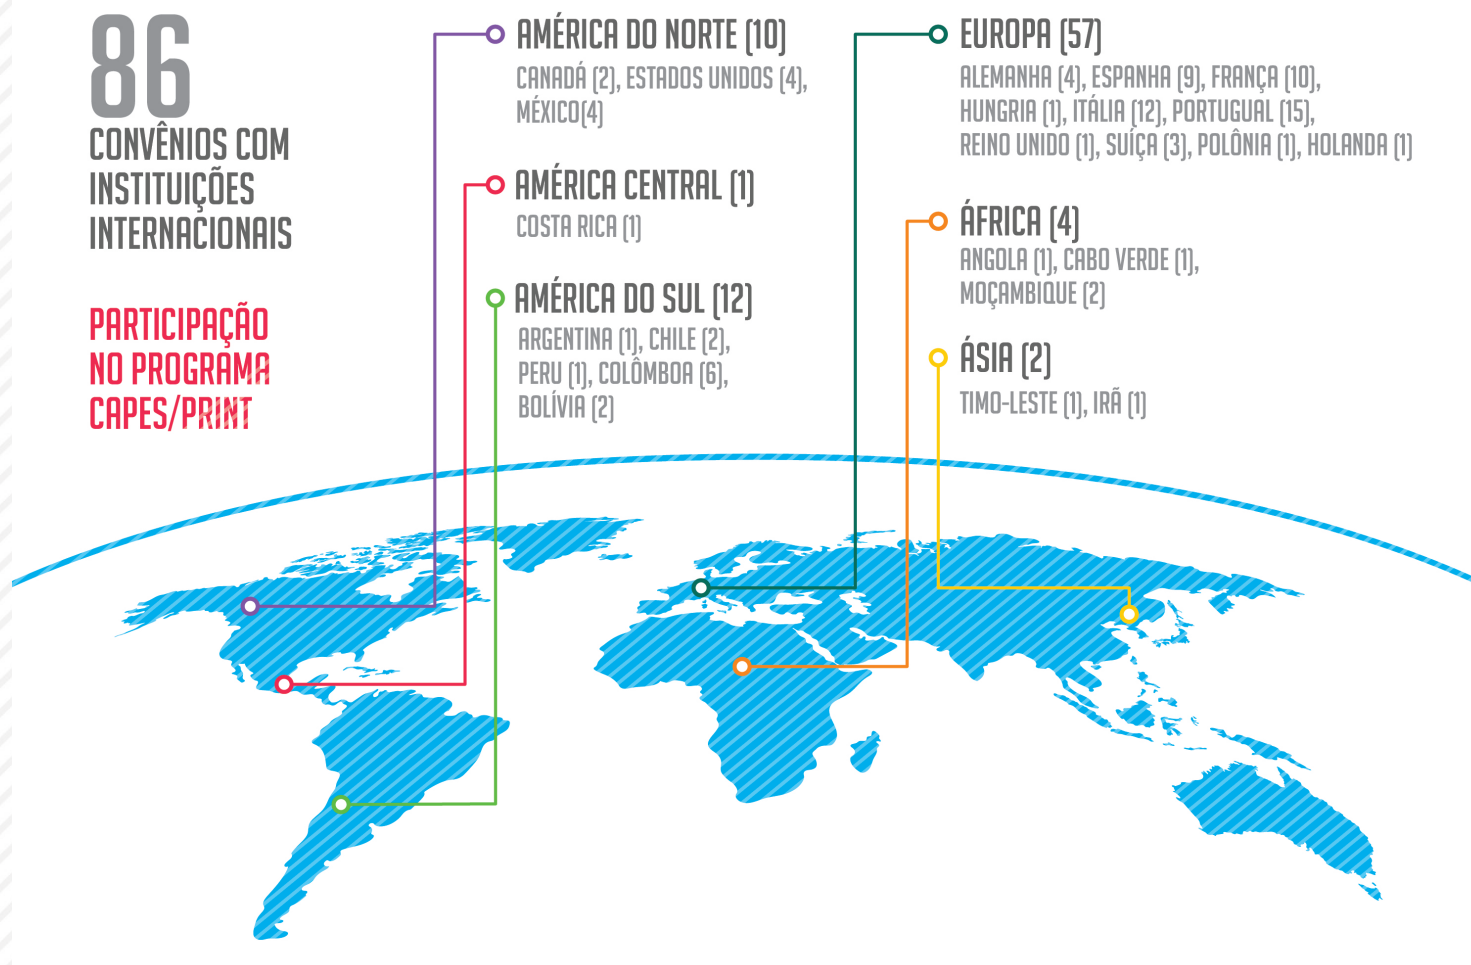 86
CONVÊNIOS COM
INSTITUIÇÕES
INTERNACIONAIS
PARTICIPAÇÃO
NO PROGRAMA
CAPES/PRINT
AMÉRICA DO NORTE (10)
CANADÁ (2), ESTADOS UNIDOS (4),
MÉXICO(4)
AMÉRICA CENTRAL (1)
COSTA RICA (1)
AMÉRICA DO SUL (12)
ARGENTINA (1), CHILE (2),
PERU (1), COLÔMBOA (6),
BOLÍVIA (2)
EUROPA (57)
ALEMANHA (4), ESPANHA (9), FRANÇA (10),
HUNGRIA (1), ITÁLIA (12), PORTUGUAL (15),
REINO UNIDO (1), SUÍÇA (3), POLÔNIA (1), HOLANDA (1)
ÁFRICA (4)
ANGOLA (1), CABO VERDE (1),
MOÇAMBIQUE (2)
ÁSIA (2)
TIMO-LESTE (1), IRÃ (1)